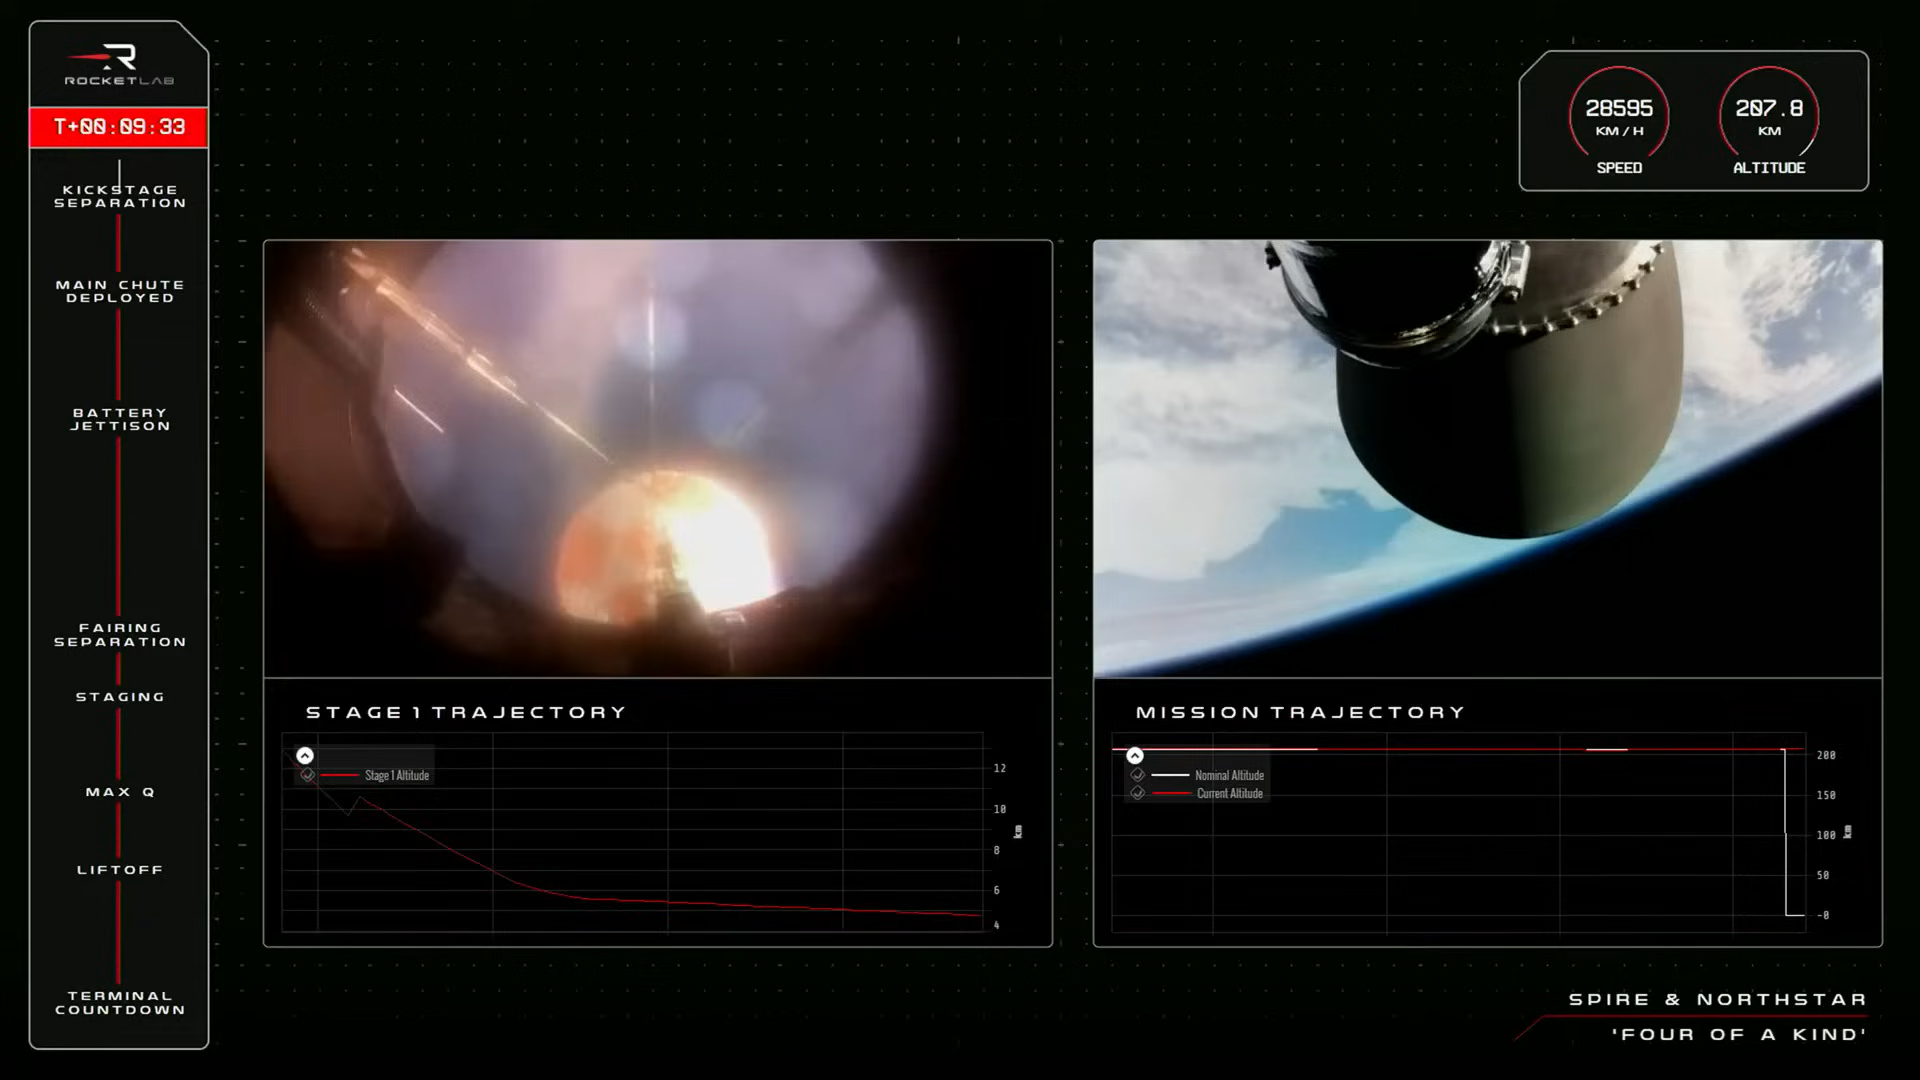 ROCKETLAB
T+00:09:33
KICKSTAGE
SEPARATION
MAIN CHUTE
DEPLOYED
BATTERY
JETTISON
FAIRING
SEPARATION
STAGING
MAX Q
LIFTOFF
TERMINAL
COUNTDOWN
28595
KM/H
SPEED
207.8
KM
ALTITUDE
STAGE 1 TRAJECTORY
Stage 1 Altitude
12
10
8
6
4
km
MISSION TRAJECTORY
Nominal Altitude
Current Altitude
200
150
100
50
-0
km
SPIRE & NORTHSTAR
'FOUR OF A KIND'